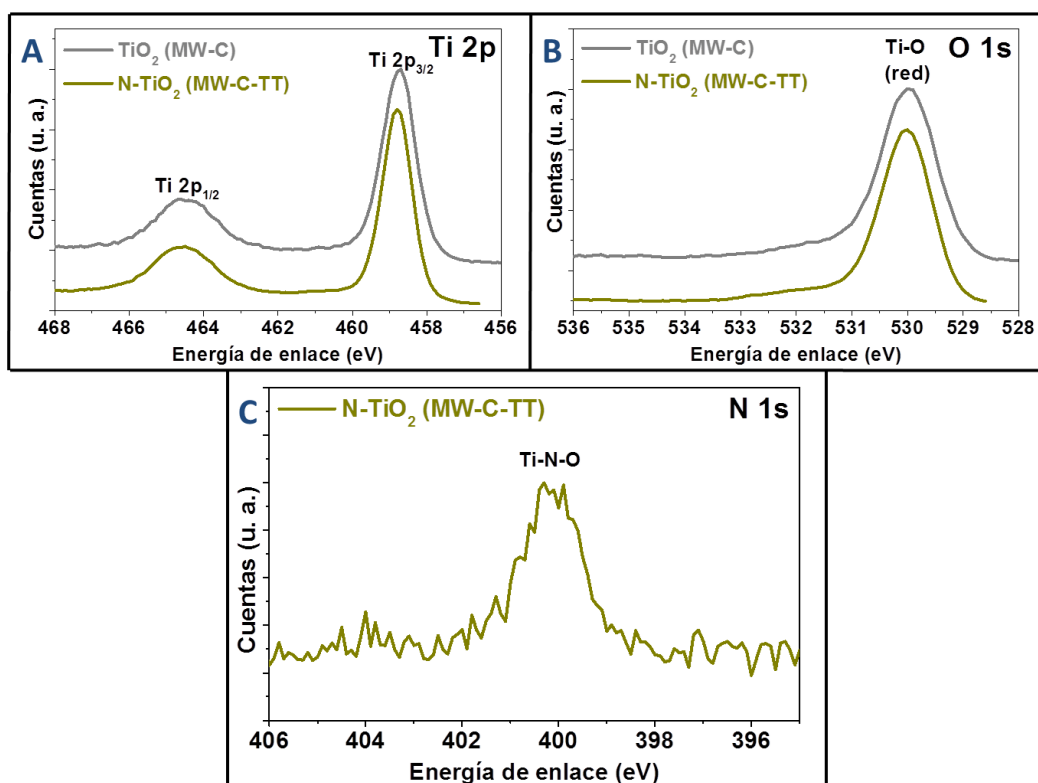 A
TiO2 (MW-C)
N-TiO2 (MW-C-TT)
Ti 2p
Ti 2p3/2
Ti 2p1/2
Cuentas (u. a.)
468 466 464 462 460 458 456
Energía de enlace (eV)
B
TiO2 (MW-C)
N-TiO2 (MW-C-TT)
Ti-O
(red)
O 1s
Cuentas (u. a.)
536 535 534 533 532 531 530 529 528
Energía de enlace (eV)
C
N-TiO2 (MW-C-TT)
N 1s
Ti-N-O
Cuentas (u. a.)
406 404 402 400 398 396
Energía de enlace (eV)